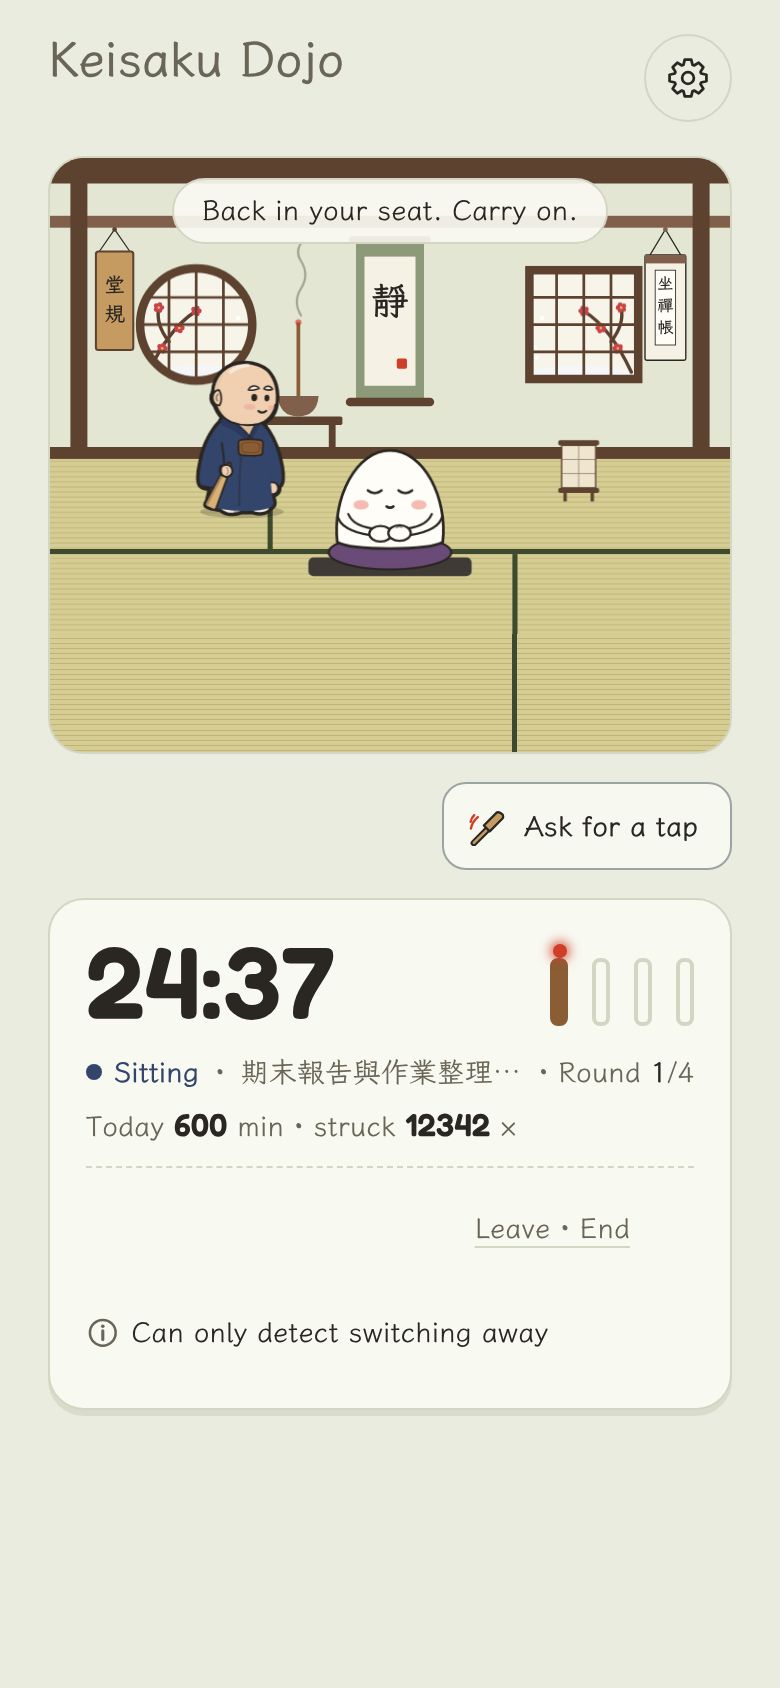 Keisaku Dojo
Back in your seat. Carry on.
堂規
靜
坐禪帳
Ask for a tap
24:37
Sitting • 期末報告與作業整理⋯ • Round 1/4
Today 600 min • struck 12342 ×
Leave • End
Can only detect switching away